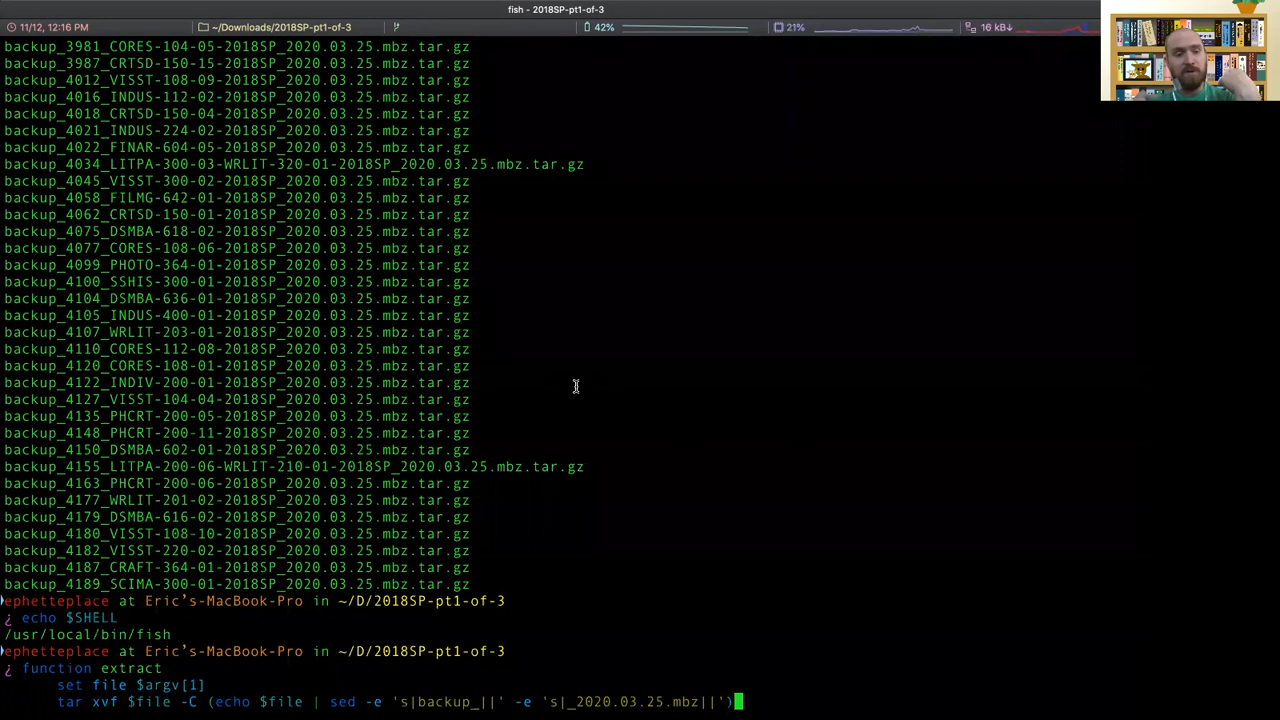 fish - 2018SP-pt1-of-3
11/12, 12:16 PM ~/Downloads/2018SP-pt1-of-3 42% 21% 16 kB↓
backup_3981_CORES-104-05-2018SP_2020.03.25.mbz.tar.gz
backup_3987_CRTSD-150-15-2018SP_2020.03.25.mbz.tar.gz
backup_4012_VISST-108-09-2018SP_2020.03.25.mbz.tar.gz
backup_4016_INDUS-112-02-2018SP_2020.03.25.mbz.tar.gz
backup_4018_CRTSD-150-04-2018SP_2020.03.25.mbz.tar.gz
backup_4021_INDUS-224-02-2018SP_2020.03.25.mbz.tar.gz
backup_4022_FINAR-604-05-2018SP_2020.03.25.mbz.tar.gz
backup_4034_LITPA-300-03-WRLIT-320-01-2018SP_2020.03.25.mbz.tar.gz
backup_4045_VISST-300-02-2018SP_2020.03.25.mbz.tar.gz
backup_4058_FILMG-642-01-2018SP_2020.03.25.mbz.tar.gz
backup_4062_CRTSD-150-01-2018SP_2020.03.25.mbz.tar.gz
backup_4075_DSMBA-618-02-2018SP_2020.03.25.mbz.tar.gz
backup_4077_CORES-108-06-2018SP_2020.03.25.mbz.tar.gz
backup_4099_PHOTO-364-01-2018SP_2020.03.25.mbz.tar.gz
backup_4100_SSHIS-300-01-2018SP_2020.03.25.mbz.tar.gz
backup_4104_DSMBA-636-01-2018SP_2020.03.25.mbz.tar.gz
backup_4105_INDUS-400-01-2018SP_2020.03.25.mbz.tar.gz
backup_4107_WRLIT-203-01-2018SP_2020.03.25.mbz.tar.gz
backup_4110_CORES-112-08-2018SP_2020.03.25.mbz.tar.gz
backup_4120_CORES-108-01-2018SP_2020.03.25.mbz.tar.gz
backup_4122_INDIV-200-01-2018SP_2020.03.25.mbz.tar.gz
backup_4127_VISST-104-04-2018SP_2020.03.25.mbz.tar.gz
backup_4135_PHCRT-200-05-2018SP_2020.03.25.mbz.tar.gz
backup_4148_PHCRT-200-11-2018SP_2020.03.25.mbz.tar.gz
backup_4150_DSMBA-602-01-2018SP_2020.03.25.mbz.tar.gz
backup_4155_LITPA-200-06-WRLIT-210-01-2018SP_2020.03.25.mbz.tar.gz
backup_4163_PHCRT-200-06-2018SP_2020.03.25.mbz.tar.gz
backup_4177_WRLIT-201-02-2018SP_2020.03.25.mbz.tar.gz
backup_4179_DSMBA-616-02-2018SP_2020.03.25.mbz.tar.gz
backup_4180_VISST-108-10-2018SP_2020.03.25.mbz.tar.gz
backup_4182_VISST-220-02-2018SP_2020.03.25.mbz.tar.gz
backup_4187_CRAFT-364-01-2018SP_2020.03.25.mbz.tar.gz
backup_4189_SCIMA-300-01-2018SP_2020.03.25.mbz.tar.gz
ephetteplace at Eric's-MacBook-Pro in ~/D/2018SP-pt1-of-3
¿ echo $SHELL
/usr/local/bin/fish
ephetteplace at Eric's-MacBook-Pro in ~/D/2018SP-pt1-of-3
¿ function extract
set file $argv[1]
tar xvf $file -C (echo $file | sed -e 's|backup_||' -e 's|_2020.03.25.mbz||')